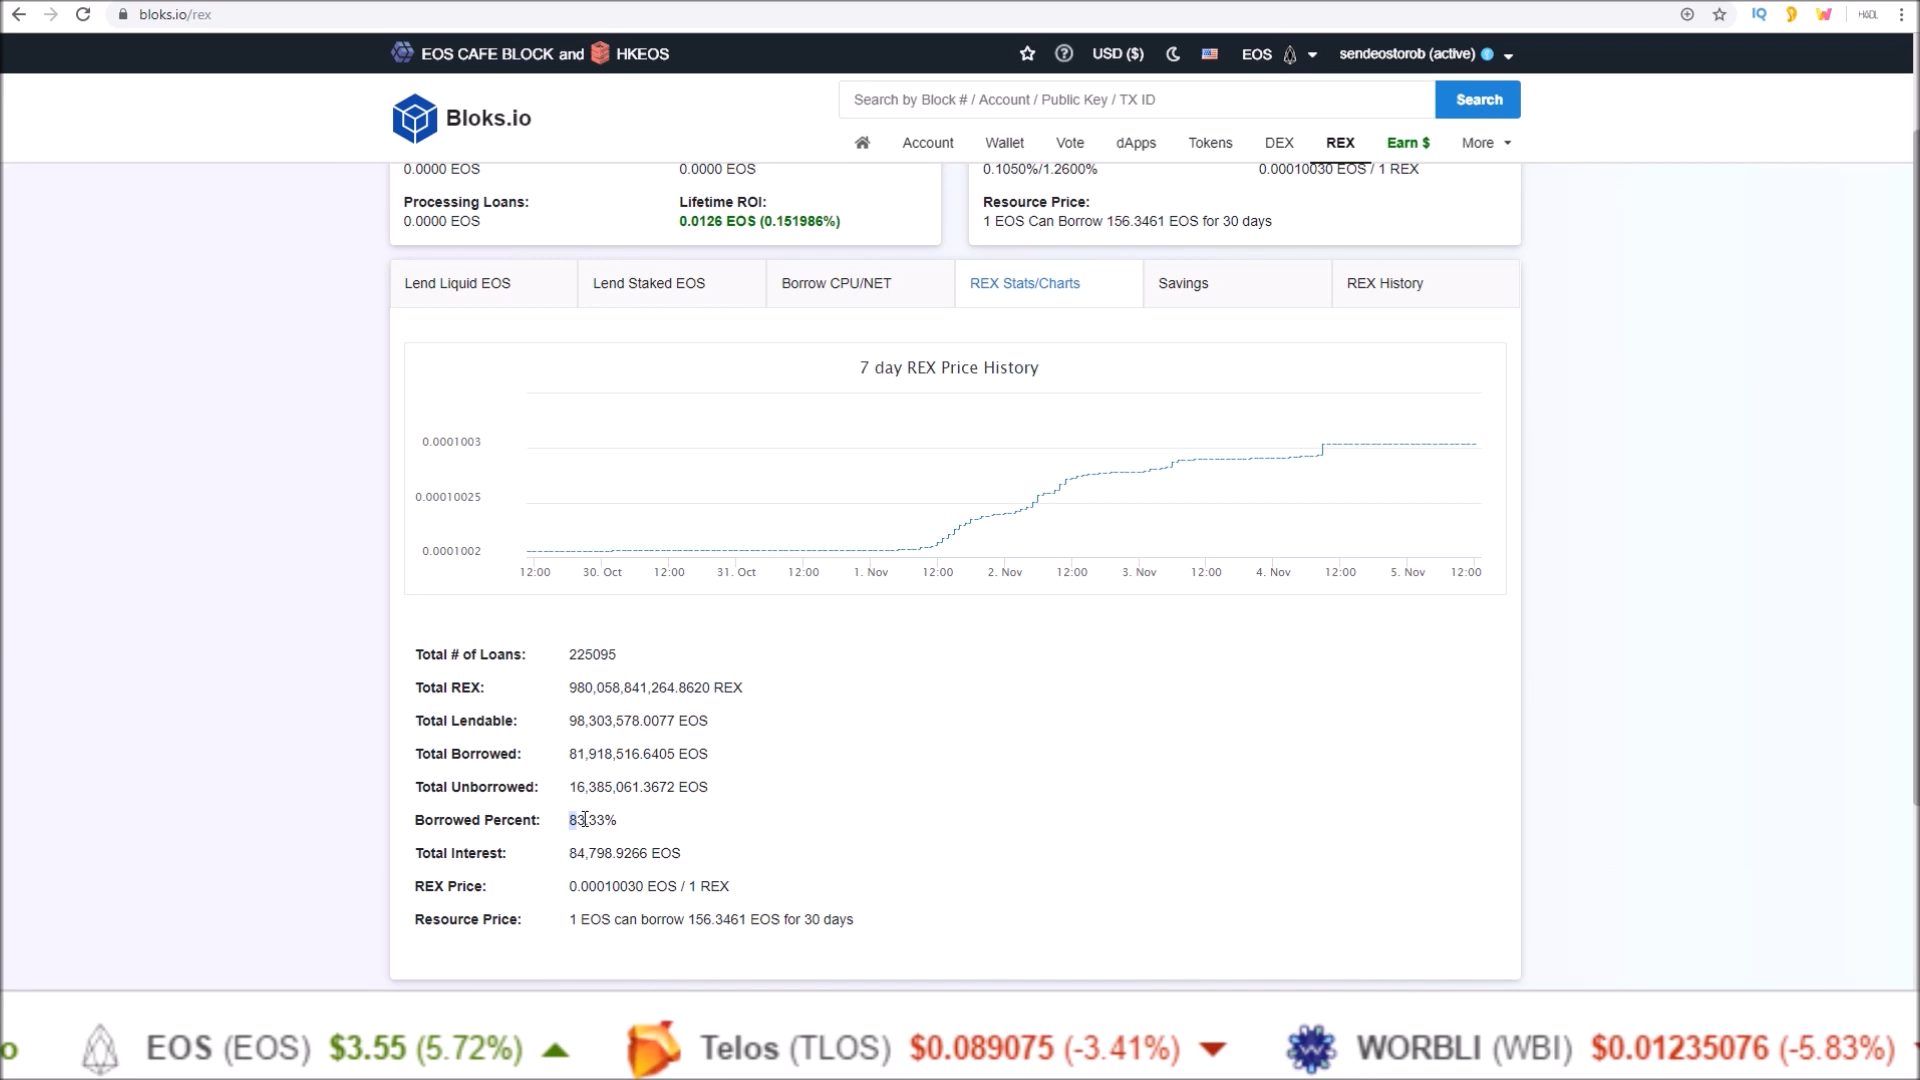 bloks.io/rex
EOS CAFE BLOCK and HKEOS
USD ($)
EOS
sendeostorob (active)
Bloks.io
Search by Block # / Account / Public Key / TX ID
Search
Account Wallet Vote dApps Tokens DEX REX Earn $ More
0.0000 EOS 0.0000 EOS
Processing Loans: Lifetime ROI:
0.0000 EOS 0.0126 EOS (0.151986%)
0.1050%/1.2600% 0.00010030 EOS / 1 REX
Resource Price:
1 EOS Can Borrow 156.3461 EOS for 30 days
Lend Liquid EOS Lend Staked EOS Borrow CPU/NET REX Stats/Charts Savings REX History
7 day REX Price History
0.0001003
0.00010025
0.0001002
12:00 30. Oct 12:00 31. Oct 12:00 1. Nov 12:00 2. Nov 12:00 3. Nov 12:00 4. Nov 12:00 5. Nov 12:00
Total # of Loans: 225095
Total REX: 980,058,841,264.8620 REX
Total Lendable: 98,303,578.0077 EOS
Total Borrowed: 81,918,516.6405 EOS
Total Unborrowed: 16,385,061.3672 EOS
Borrowed Percent: 83.33%
Total Interest: 84,798.9266 EOS
REX Price: 0.00010030 EOS / 1 REX
Resource Price: 1 EOS can borrow 156.3461 EOS for 30 days
EOS (EOS) $3.55 (5.72%) Telos (TLOS) $0.089075 (-3.41%) WORBLI (WBI) $0.01235076 (-5.83%)